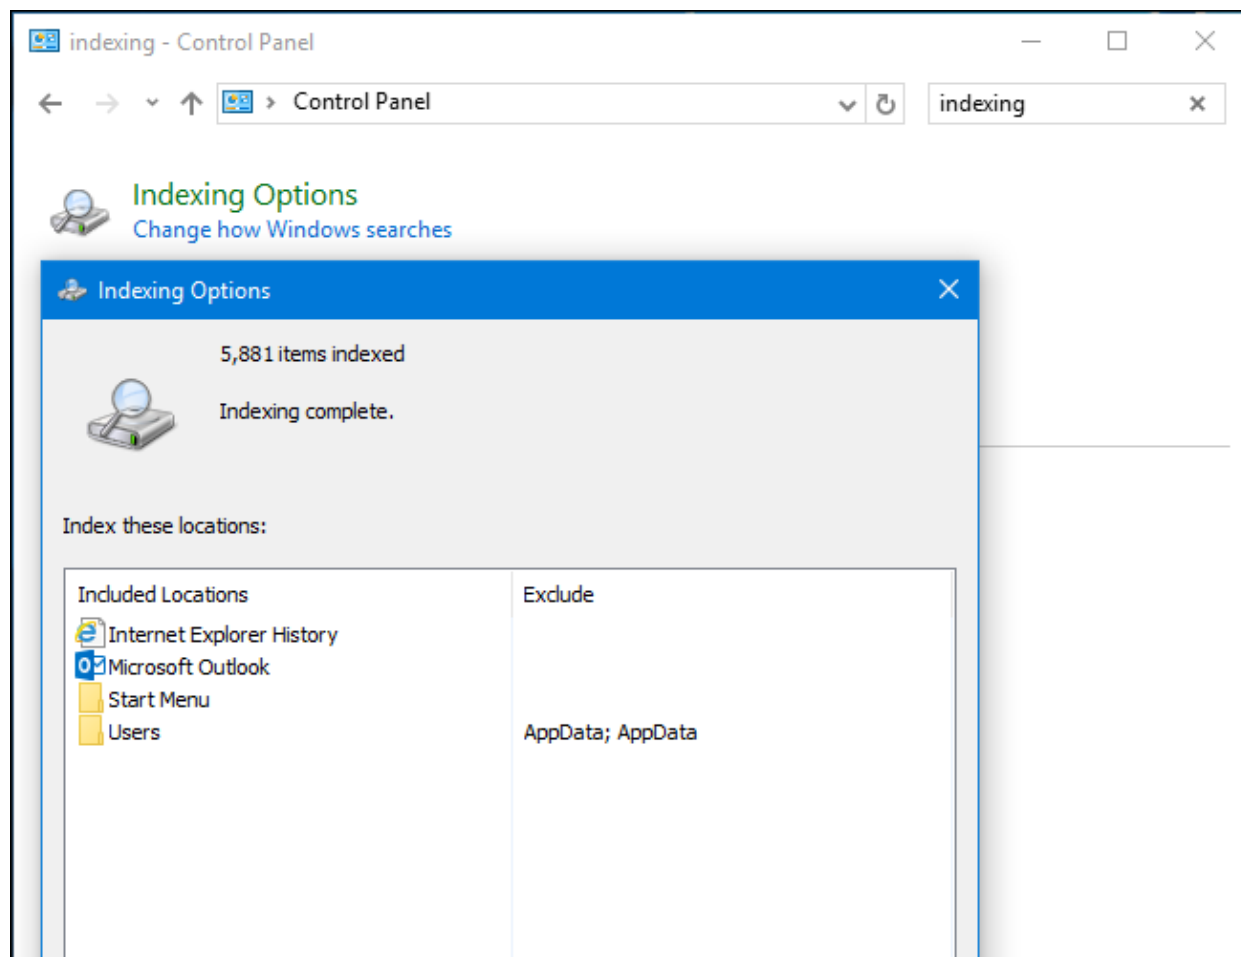 indexing - Control Panel
Control Panel
indexing
Indexing Options
Change how Windows searches
Indexing Options
5,881 items indexed
Indexing complete.
Index these locations:
Included Locations Exclude
Internet Explorer History
Microsoft Outlook
Start Menu
Users AppData; AppData